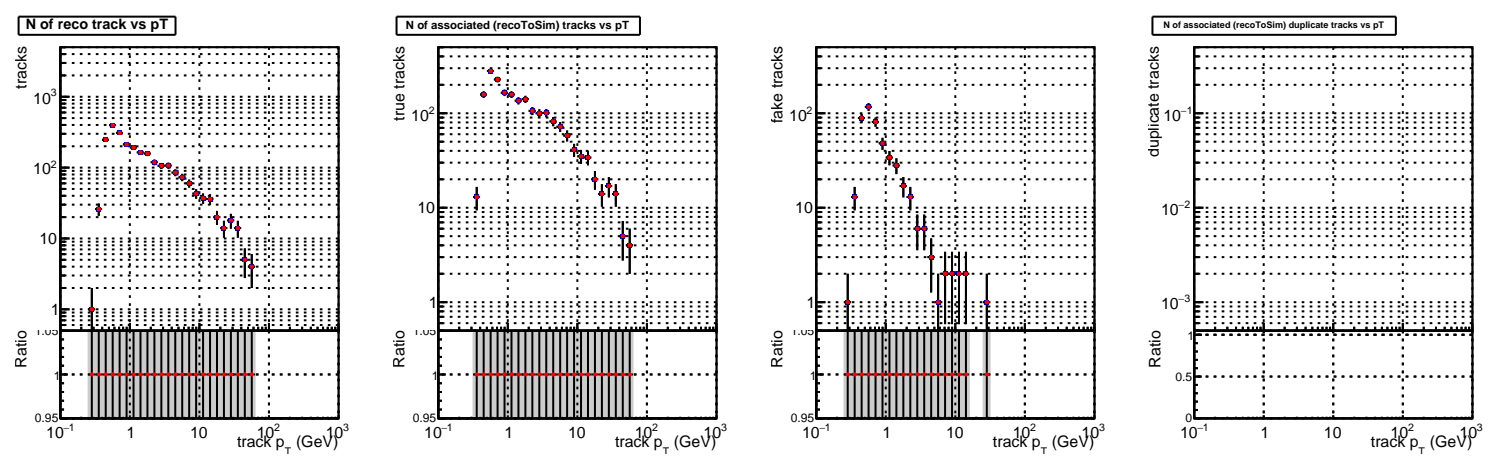 N of reco track vs pT
tracks
10³
10²
10
1
Ratio
1.05
1
0.95
10⁻¹ 1 10 10² 10³
track p_T (GeV)
N of associated (recoToSim) tracks vs pT
true tracks
10²
10
1
Ratio
1.05
1
0.95
10⁻¹ 1 10 10² 10³
track p_T (GeV)
fake tracks
10²
10
1
Ratio
1.05
1
0.95
10⁻¹ 1 10 10² 10³
track p_T (GeV)
N of associated (recoToSim) duplicate tracks vs pT
duplicate tracks
10⁻¹
10⁻²
10⁻³
Ratio
1
0.5
0
10⁻¹ 1 10 10² 10³
track p_T (GeV)